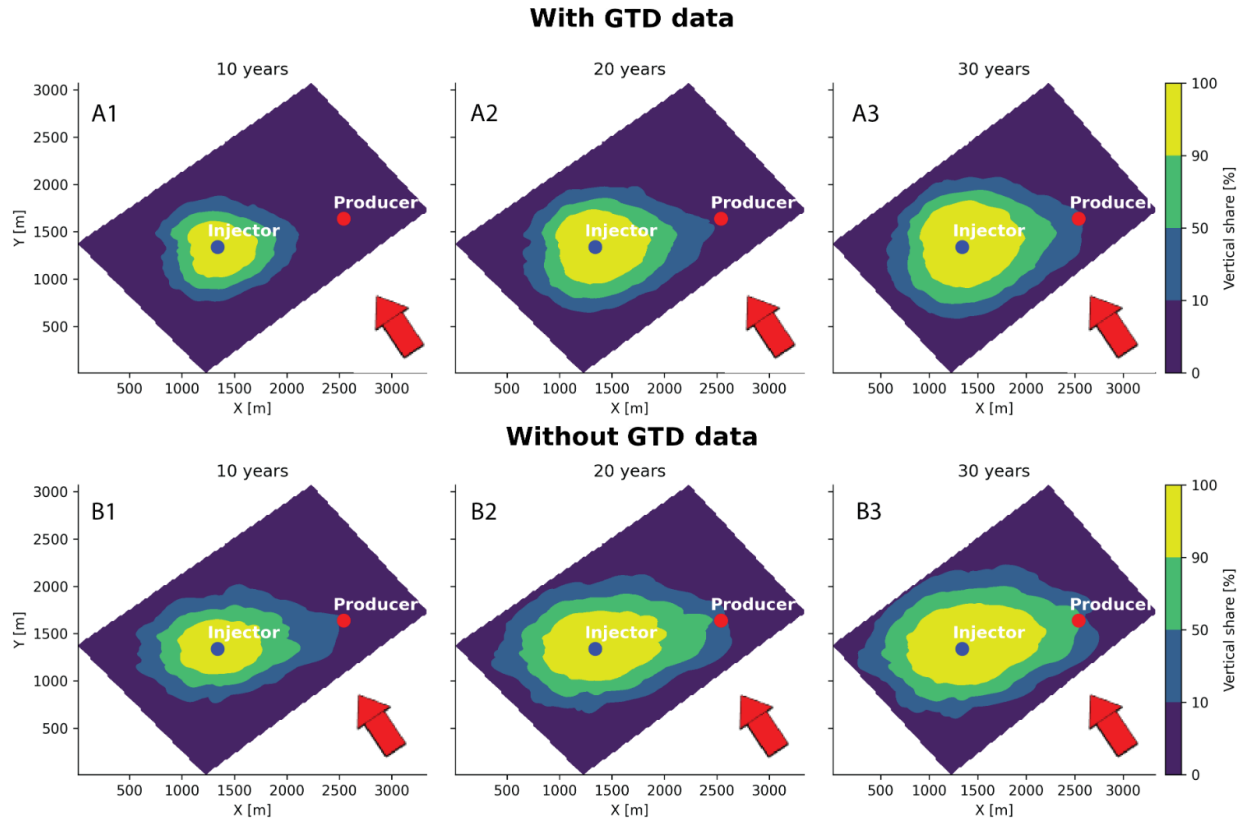 With GTD data
10 years
20 years
30 years
A1
A2
A3
3000
2500
2000
1500
1000
500
Y [m]
Producer
Injector
Producer
Injector
Producer
Injector
500 1000 1500 2000 2500 3000
500 1000 1500 2000 2500 3000
500 1000 1500 2000 2500 3000
X [m]
X [m]
X [m]
100
90
50
10
0
Vertical share [%]
Without GTD data
10 years
20 years
30 years
B1
B2
B3
3000
2500
2000
1500
1000
500
Y [m]
Producer
Injector
Producer
Injector
Producer
Injector
500 1000 1500 2000 2500 3000
500 1000 1500 2000 2500 3000
500 1000 1500 2000 2500 3000
X [m]
X [m]
X [m]
100
90
50
10
0
Vertical share [%]